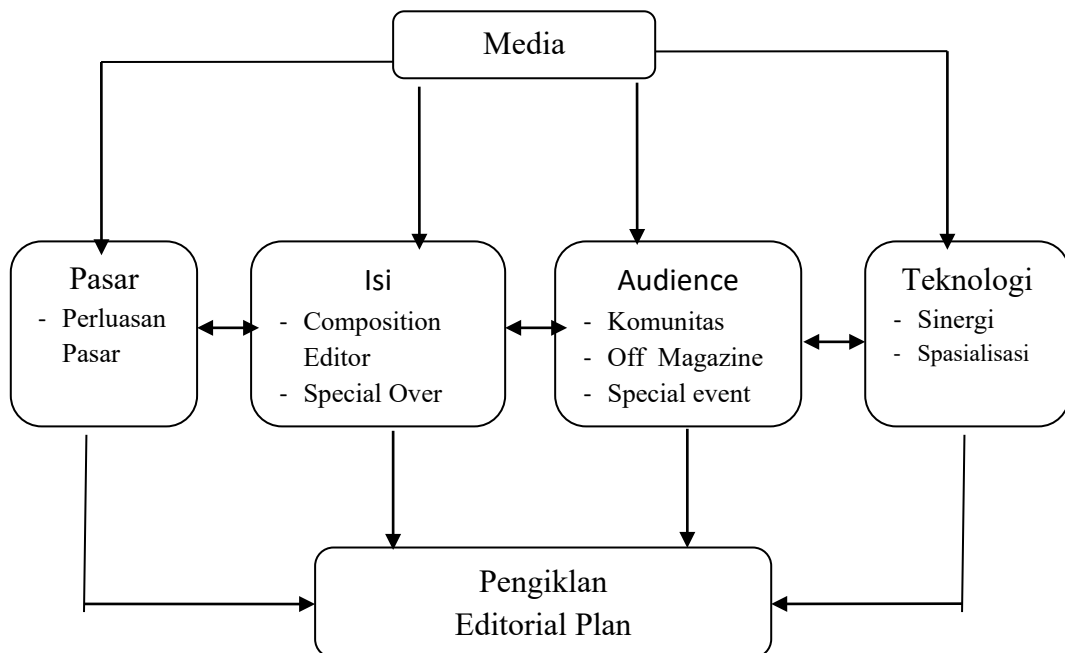 Media
Pasar
- Perluasan
Pasar
Isi
- Composition
Editor
- Special Over
Audience
- Komunitas
- Off Magazine
- Special event
Teknologi
- Sinergi
- Spasialisasi
Pengiklan
Editorial Plan